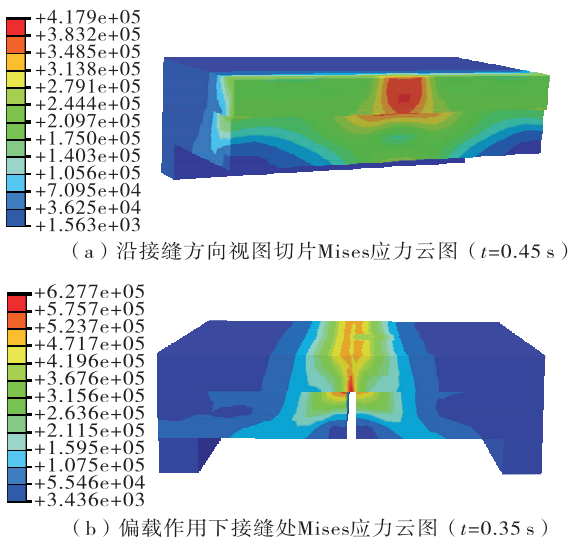 +4.179e+05
+3.832e+05
+3.485e+05
+3.138e+05
+2.791e+05
+2.444e+05
+2.097e+05
+1.750e+05
+1.403e+05
+1.056e+05
+7.095e+04
+3.625e+04
+1.563e+03
（a）沿接缝方向视图切片Mises应力云图（t=0.45 s）
+6.277e+05
+5.757e+05
+5.237e+05
+4.717e+05
+4.196e+05
+3.676e+05
+3.156e+05
+2.636e+05
+2.115e+05
+1.595e+05
+1.075e+05
+5.546e+04
+3.436e+03
（b）偏载作用下接缝处Mises应力云图（t=0.35 s）